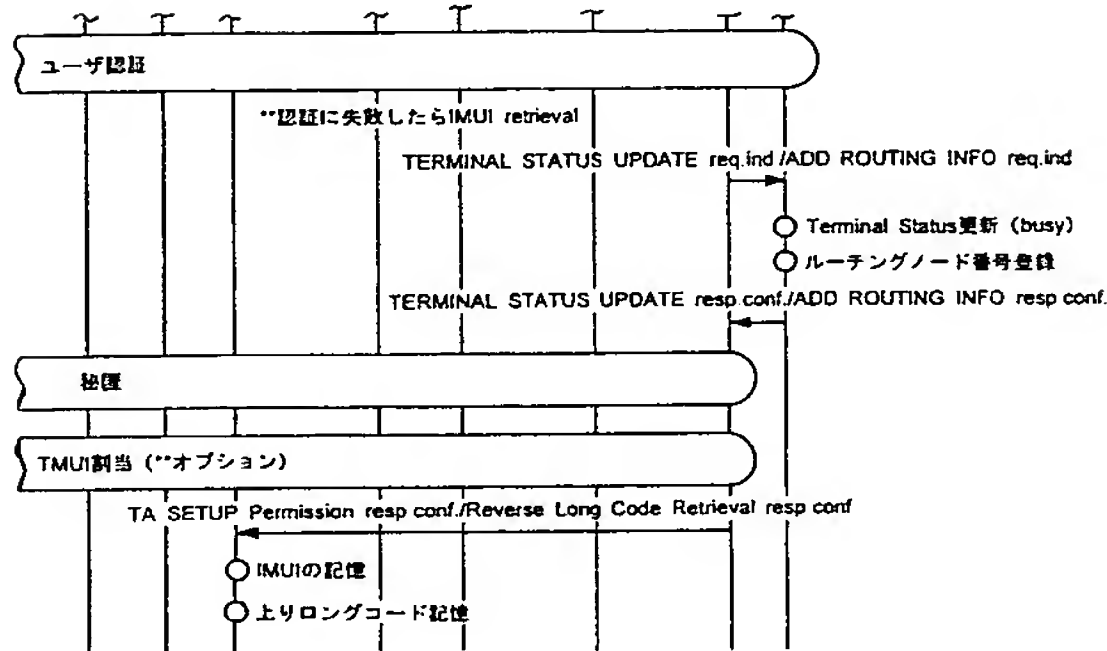 ユーザ認証
**認証に失敗したらIMUI retrieval
TERMINAL STATUS UPDATE req.ind /ADD ROUTING INFO req.ind
Terminal Status更新 (busy)
ルーチングノード番号登録
TERMINAL STATUS UPDATE resp.conf./ADD ROUTING INFO resp conf.
秘匿
TMUI割当 (**オプション)
TA SETUP Permission resp conf./Reverse Long Code Retrieval resp conf
IMUIの記憶
上りロングコード記憶